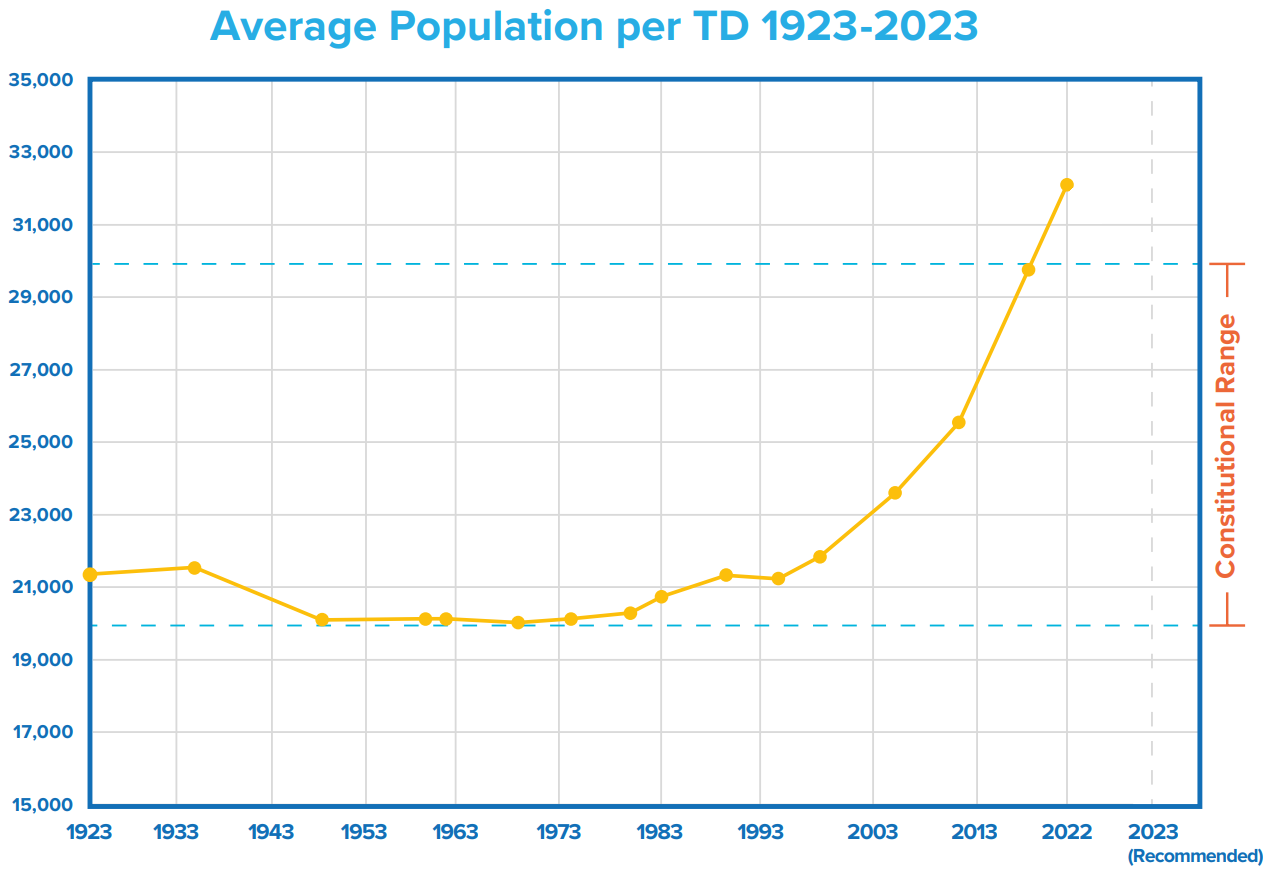 Average Population per TD 1923-2023
35,000
33,000
31,000
29,000
27,000
25,000
23,000
21,000
19,000
17,000
15,000
Constitutional Range
1923 1933 1943 1953 1963 1973 1983 1993 2003 2013 2022 2023
(Recommended)